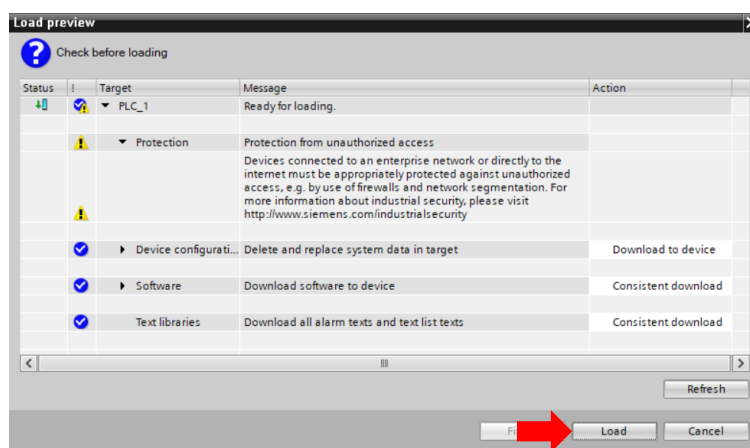 Load preview
Check before loading
Status ! Target Message Action
PLC_1 Ready for loading.
Protection Protection from unauthorized access
Devices connected to an enterprise network or directly to the
internet must be appropriately protected against unauthorized
access, e.g. by use of firewalls and network segmentation. For
more information about industrial security, please visit
http://www.siemens.com/industrialsecurity
Device configurati... Delete and replace system data in target Download to device
Software Download software to device Consistent download
Text libraries Download all alarm texts and text list texts Consistent download
Refresh
Load Cancel